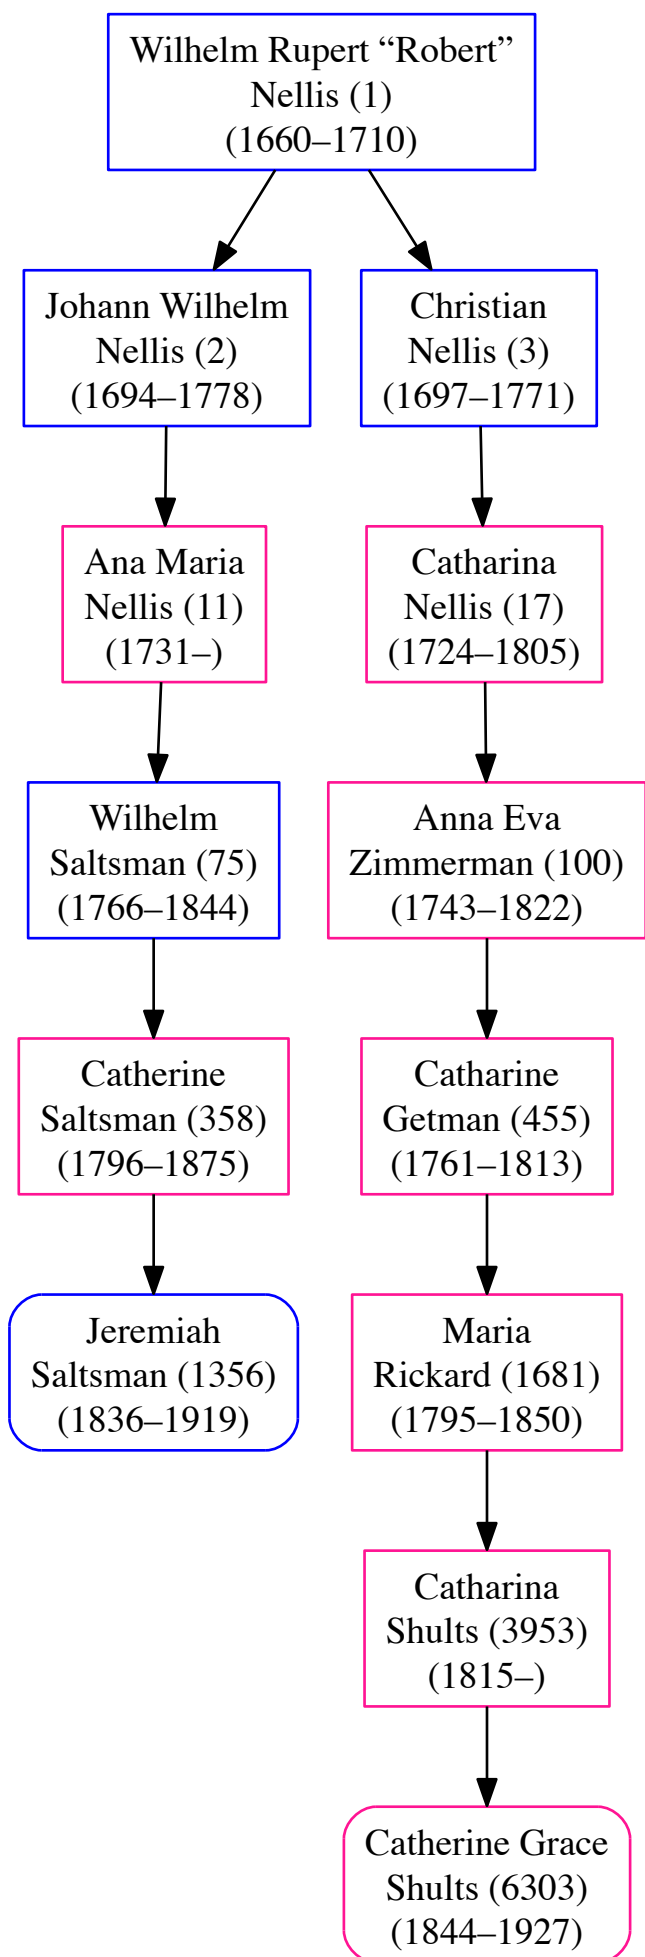 Wilhelm Rupert “Robert”
Nellis (1)
(1660–1710)
Johann Wilhelm
Nellis (2)
(1694–1778)
Christian
Nellis (3)
(1697–1771)
Ana Maria
Nellis (11)
(1731–)
Catharina
Nellis (17)
(1724–1805)
Wilhelm
Saltsman (75)
(1766–1844)
Anna Eva
Zimmerman (100)
(1743–1822)
Catherine
Saltsman (358)
(1796–1875)
Catharine
Getman (455)
(1761–1813)
Jeremiah
Saltsman (1356)
(1836–1919)
Maria
Rickard (1681)
(1795–1850)
Catharina
Shults (3953)
(1815–)
Catherine Grace
Shults (6303)
(1844–1927)